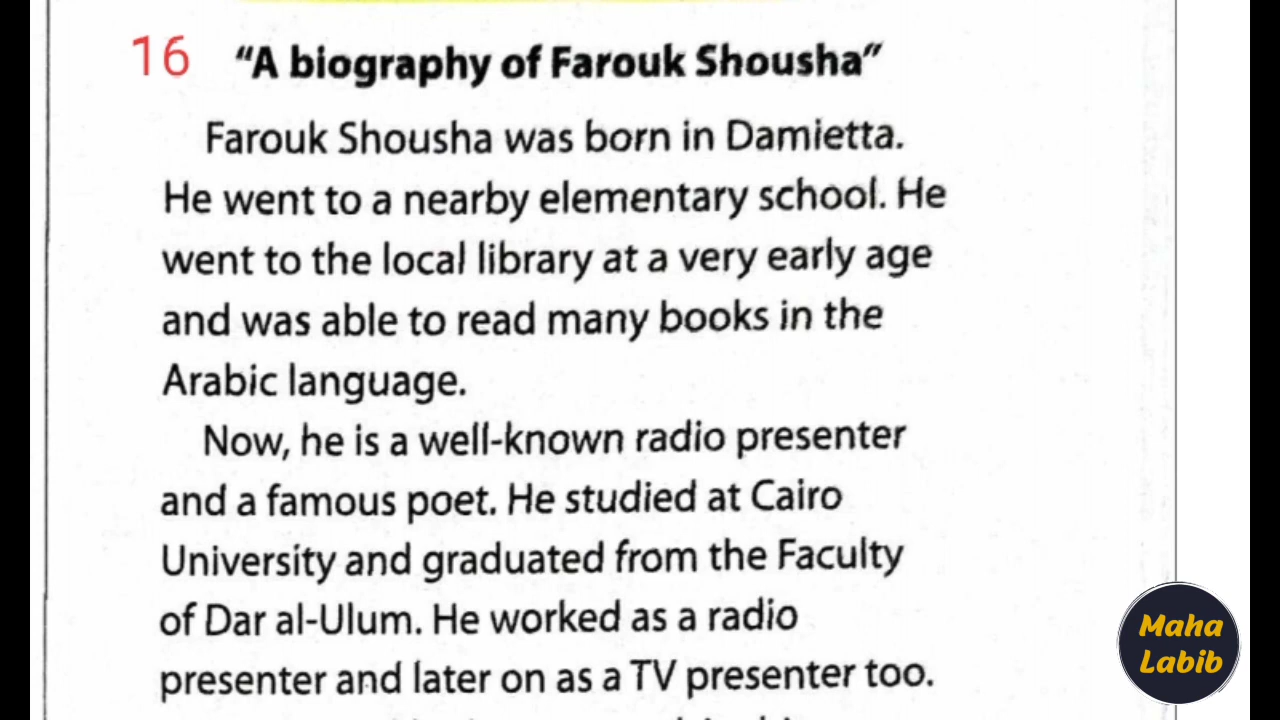 16 "A biography of Farouk Shousha"
Farouk Shousha was born in Damietta.
He went to a nearby elementary school. He
went to the local library at a very early age
and was able to read many books in the
Arabic language.
Now, he is a well-known radio presenter
and a famous poet. He studied at Cairo
University and graduated from the Faculty
of Dar al-Ulum. He worked as a radio
presenter and later on as a TV presenter too.
Maha
Labib